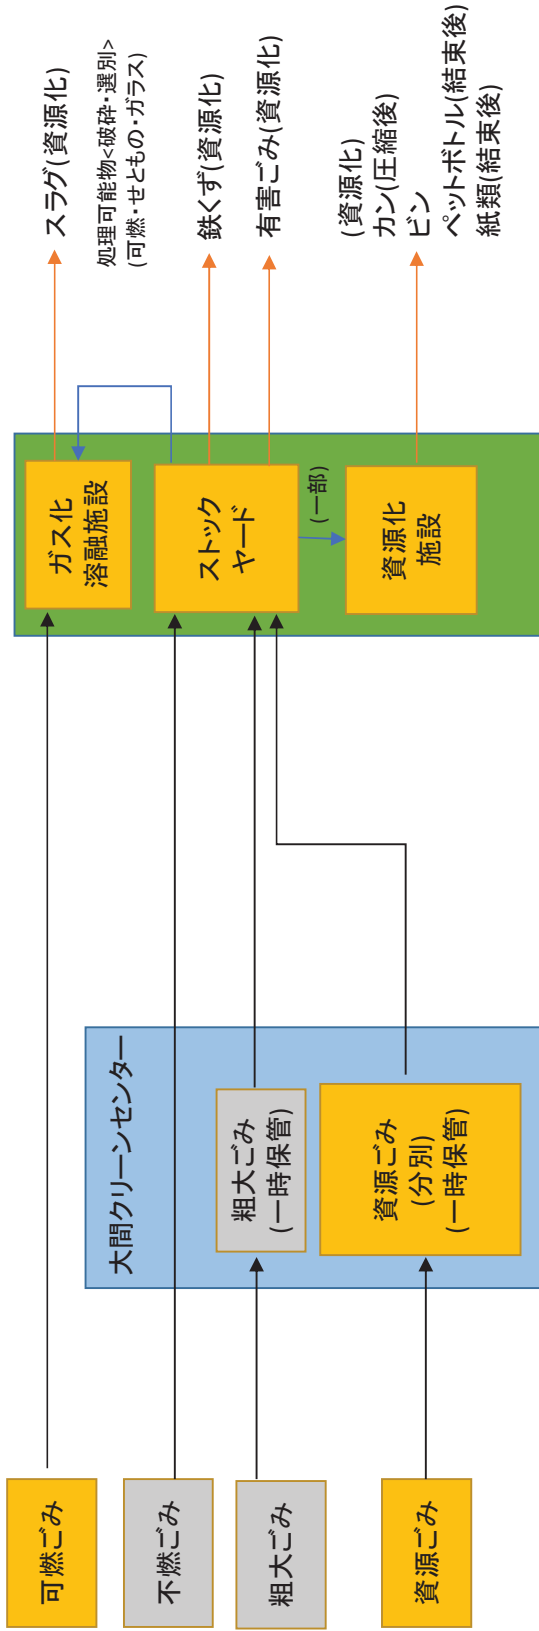 可燃ごみ
不燃ごみ
粗大ごみ
資源ごみ
大間クリーンセンター
粗大ごみ
(一時保管)
資源ごみ
(分別)
(一時保管)
ガス化
溶融施設
ストック
ヤード
(一部)
資源化
施設
スラグ(資源化)
処理可能物<破砕・選別>
(可燃・せともの・ガラス)
鉄くず(資源化)
有害ごみ(資源化)
(資源化)
カン(圧縮後)
ビン
ペットボトル(結束後)
紙類(結束後)